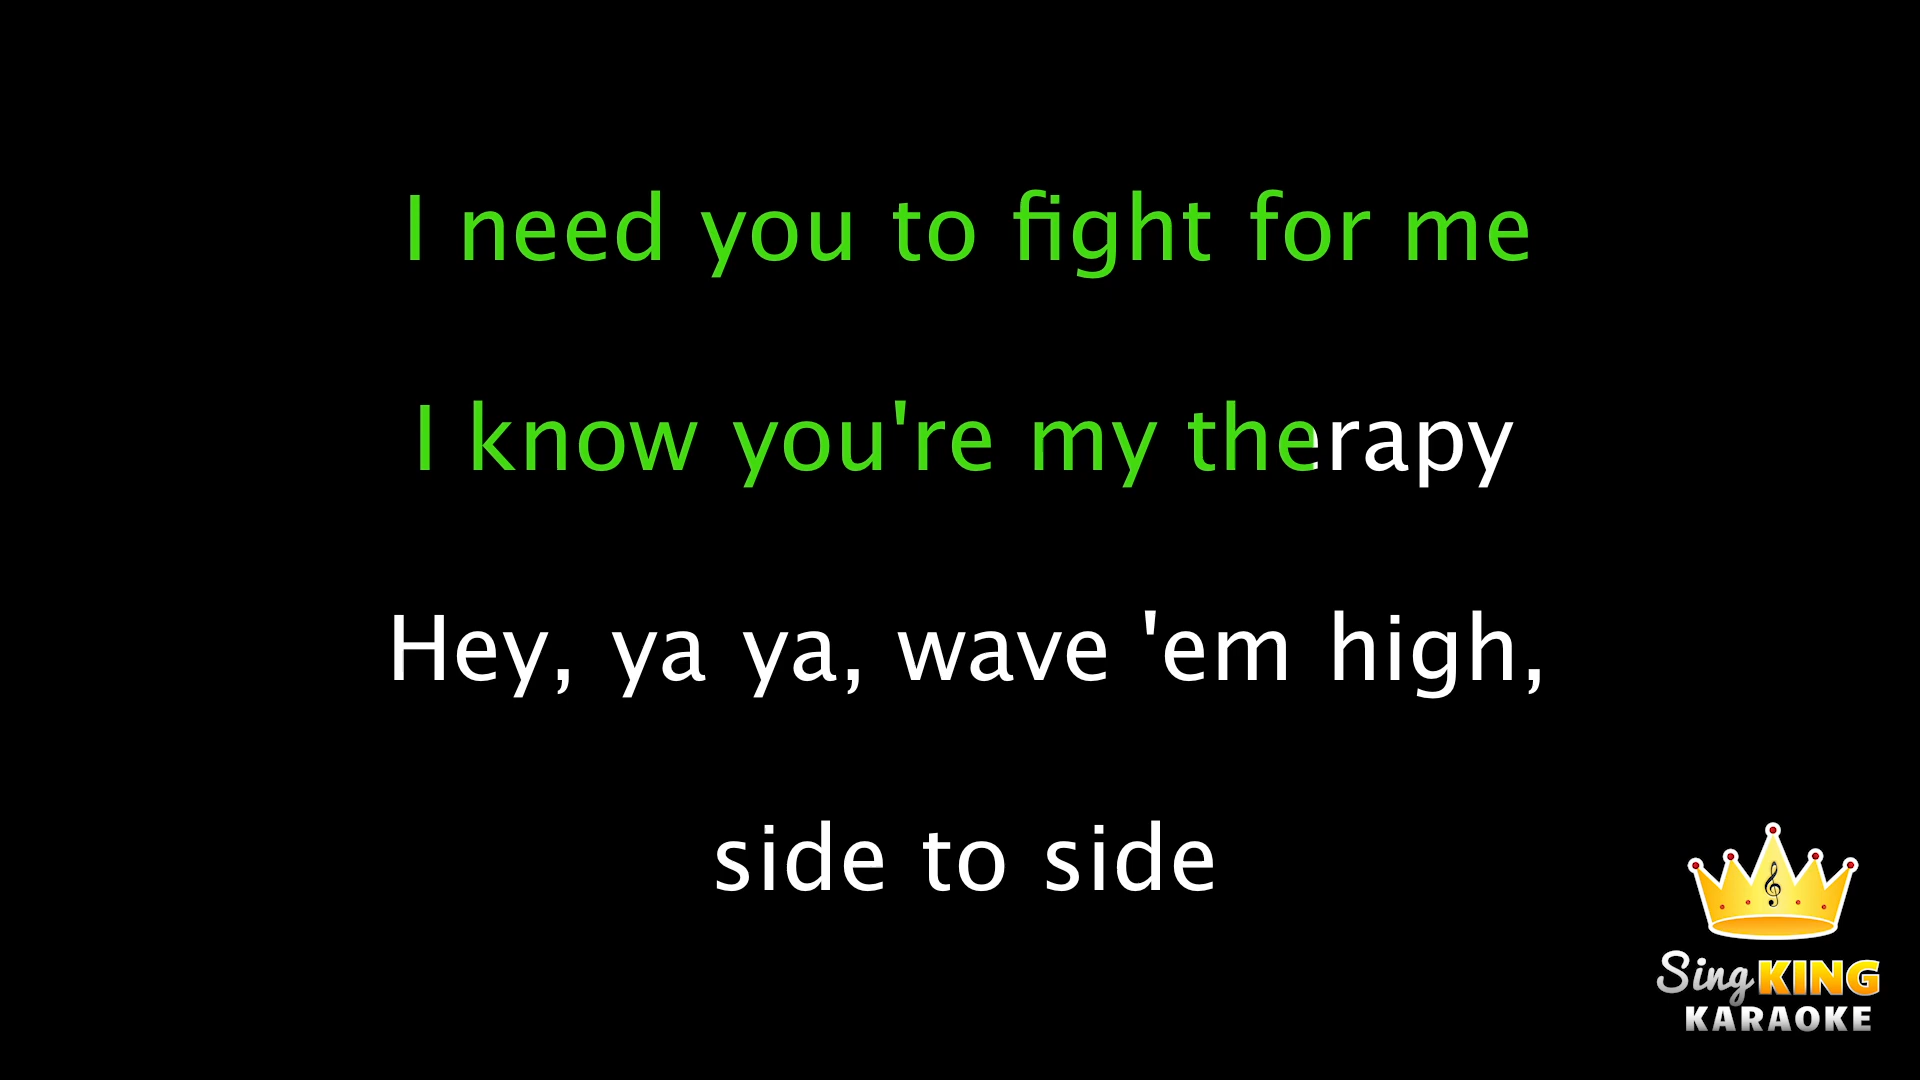 I need you to fight for me
I know you're my therapy
Hey, ya ya, wave 'em high,
side to side
Sing KING
KARAOKE